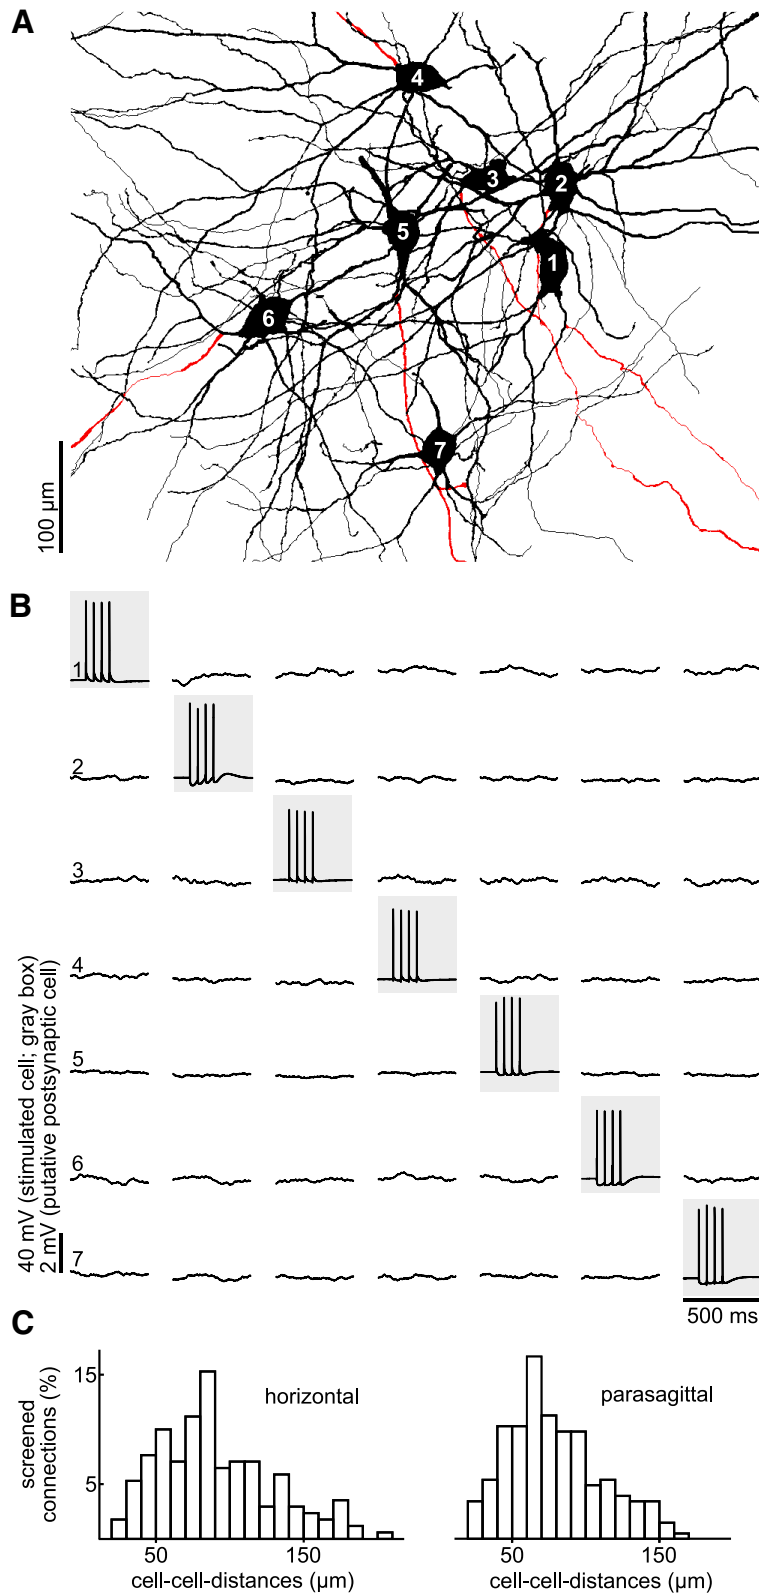 A
4
3
2
5
1
6
7
100 µm
B
1
2
3
4
5
6
7
40 mV (stimulated cell; gray box)
2 mV (putative postsynaptic cell)
500 ms
C
screened
connections (%)
15
5
horizontal
50
150
cell-cell-distances (µm)
parasagittal
50
150
cell-cell-distances (µm)